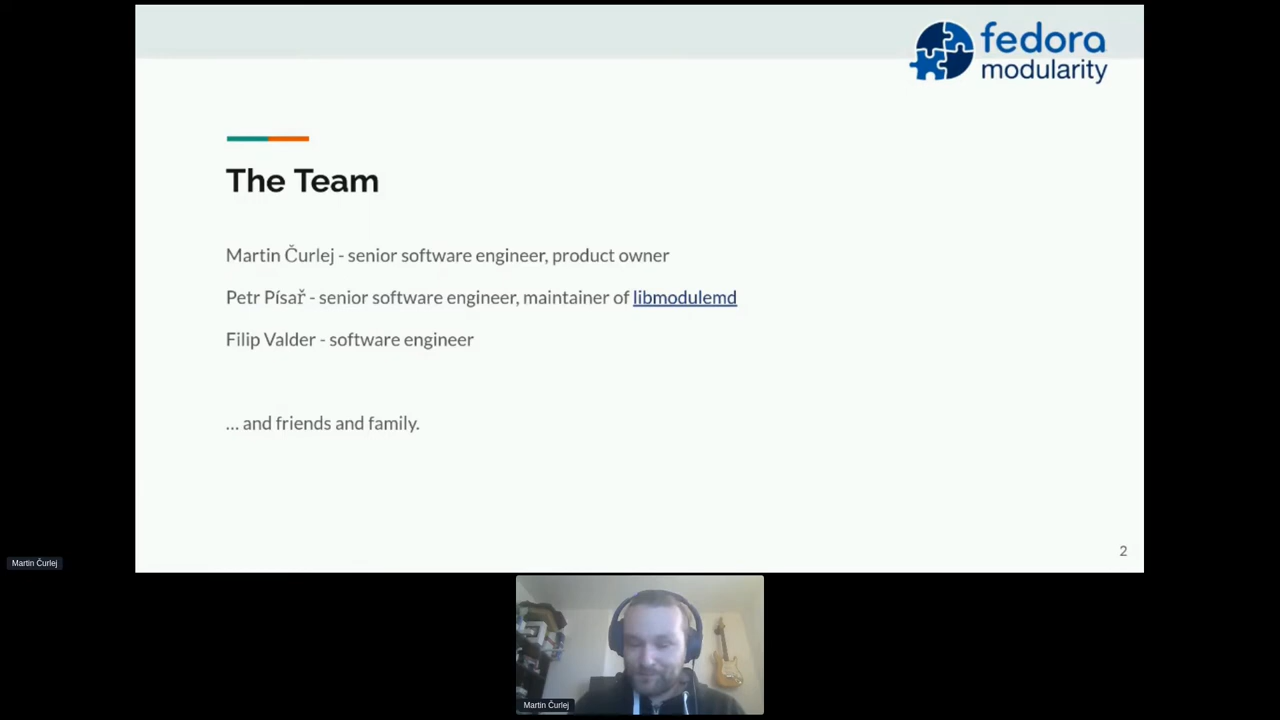 fedora
modularity
The Team
Martin Čurlej - senior software engineer, product owner
Petr Písař - senior software engineer, maintainer of libmodulemd
Filip Valder - software engineer
... and friends and family.
2
Martin Čurlej
Martin Čurlej